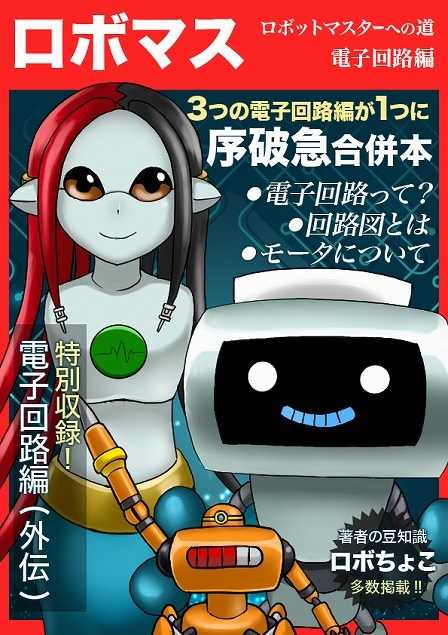 ロボマス
ロボットマスターへの道
電子回路編
3つの電子回路編が1つに
序破急合併本
●電子回路って?
●回路図とは
●モータについて
特別収録!
電子回路編(外伝)
著者の豆知識
ロボちょこ
多数掲載!!